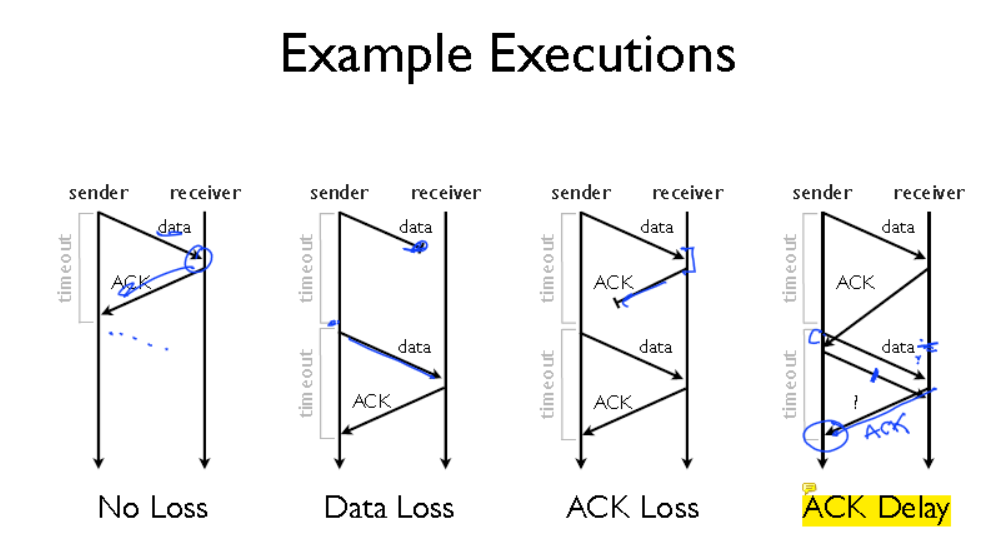 Example Executions
sender receiver sender receiver sender receiver sender receiver
timeout data ACK
timeout data
timeout data ACK
timeout data ACK
timeout data ACK
timeout data ACK
timeout data ? ACK
No Loss Data Loss ACK Loss ACK Delay